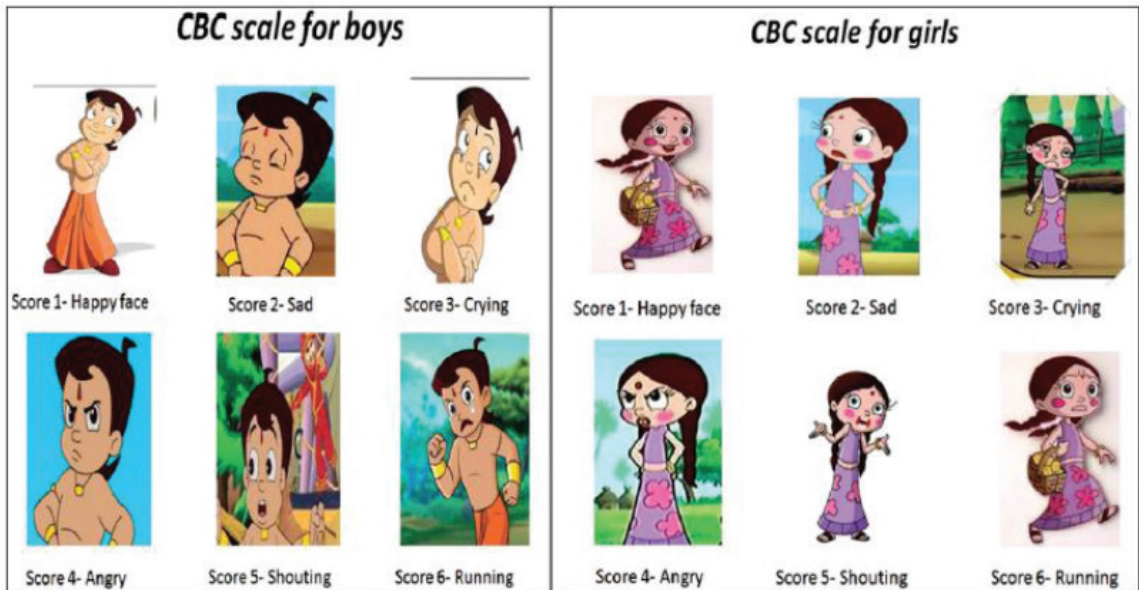 CBC scale for boys
Score 1- Happy face
Score 2- Sad
Score 3- Crying
Score 4- Angry
Score 5- Shouting
Score 6- Running
CBC scale for girls
Score 1- Happy face
Score 2- Sad
Score 3- Crying
Score 4- Angry
Score 5- Shouting
Score 6- Running